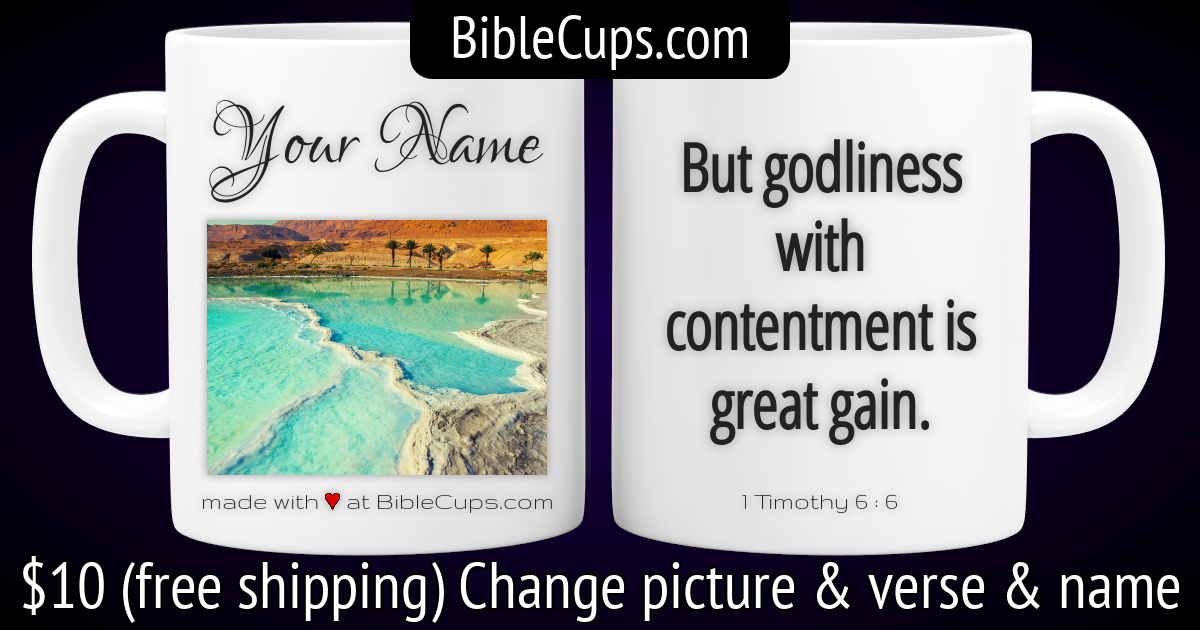 BibleCups.com
Your Name
made with ♥ at BibleCups.com
But godliness
with
contentment is
great gain.
1 Timothy 6 : 6
$10 (free shipping) Change picture & verse & name